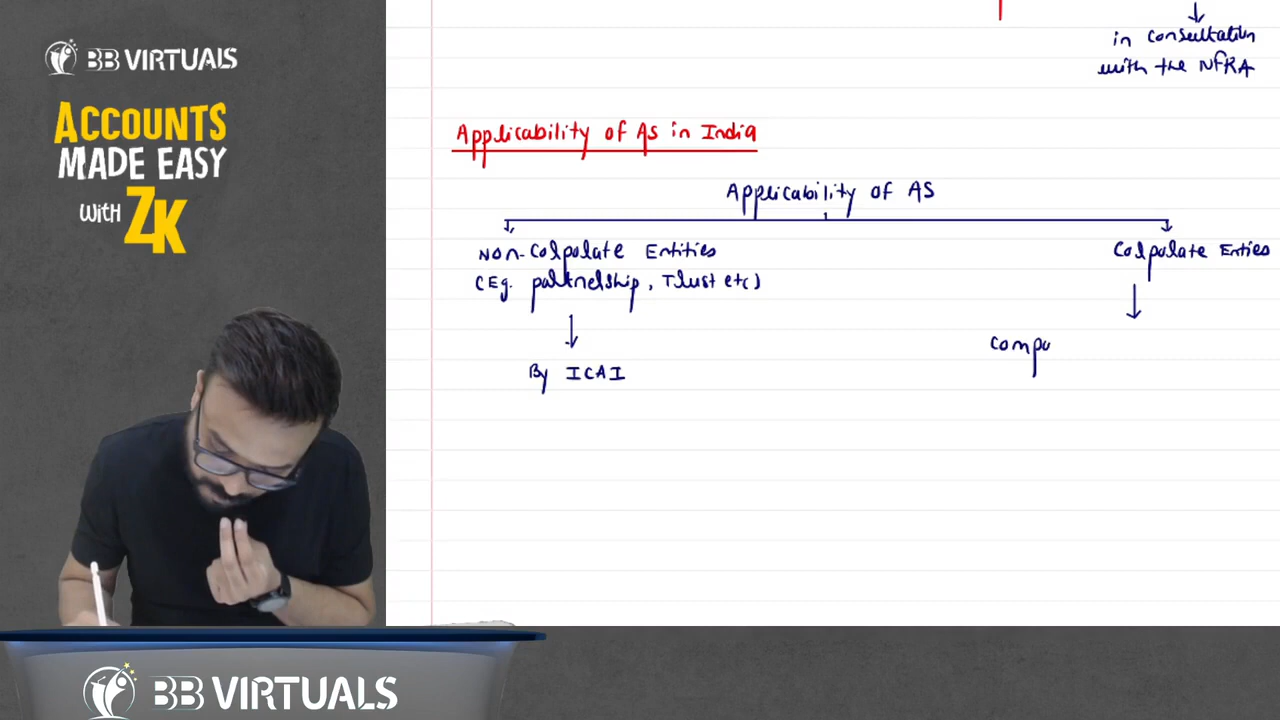 BB VIRTUALS
ACCOUNTS
MADE EASY
WITH ZK
in consultation
with the NFRA
Applicability of AS in India
Applicability of AS
Non-Corporate Entities
(Eg. partnership, Trust etc)
Corporate Enties
By ICAI
Compa
BB VIRTUALS